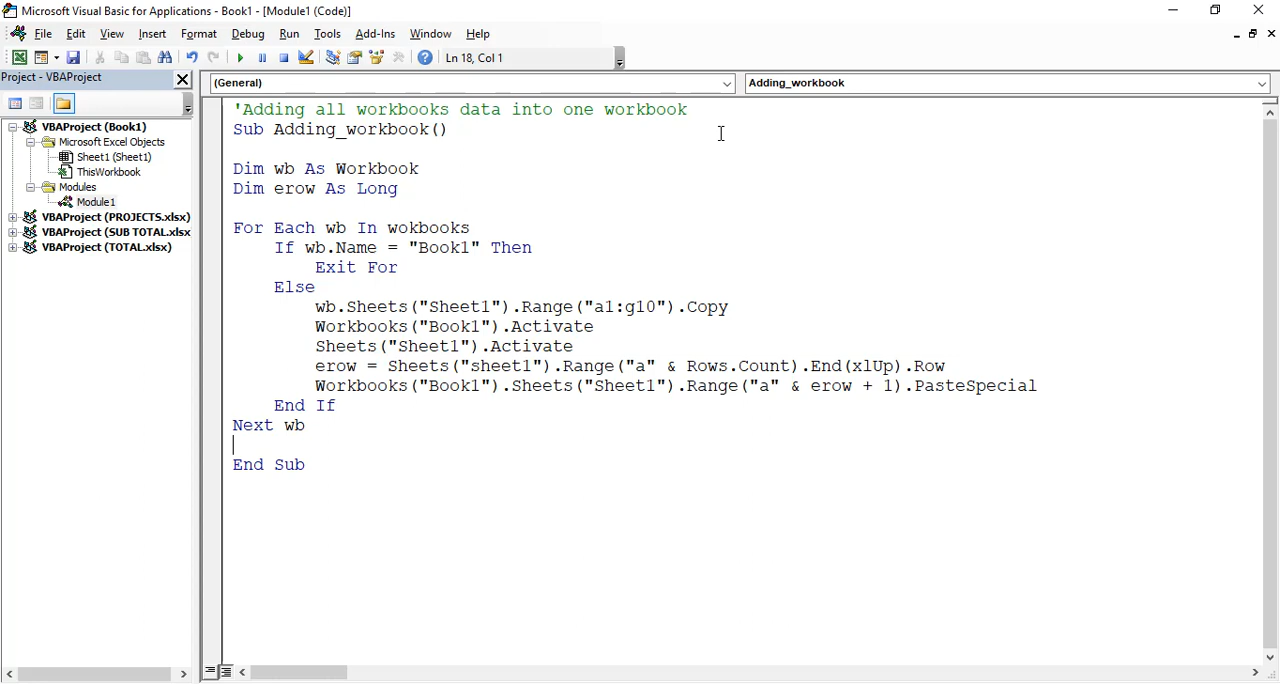 Microsoft Visual Basic for Applications - Book1 - [Module1 (Code)]
File Edit View Insert Format Debug Run Tools Add-Ins Window Help
Ln 18, Col 1
Project - VBAProject
(General) Adding_workbook
VBAProject (Book1)
Microsoft Excel Objects
Sheet1 (Sheet1)
ThisWorkbook
Modules
Module1
VBAProject (PROJECTS.xlsx)
VBAProject (SUB TOTAL.xlsx
VBAProject (TOTAL.xlsx)
'Adding all workbooks data into one workbook
Sub Adding_workbook()
Dim wb As Workbook
Dim erow As Long
For Each wb In wokbooks
If wb.Name = "Book1" Then
Exit For
Else
wb.Sheets("Sheet1").Range("a1:g10").Copy
Workbooks("Book1").Activate
Sheets("Sheet1").Activate
erow = Sheets("sheet1").Range("a" & Rows.Count).End(xlUp).Row
Workbooks("Book1").Sheets("Sheet1").Range("a" & erow + 1).PasteSpecial
End If
Next wb
End Sub